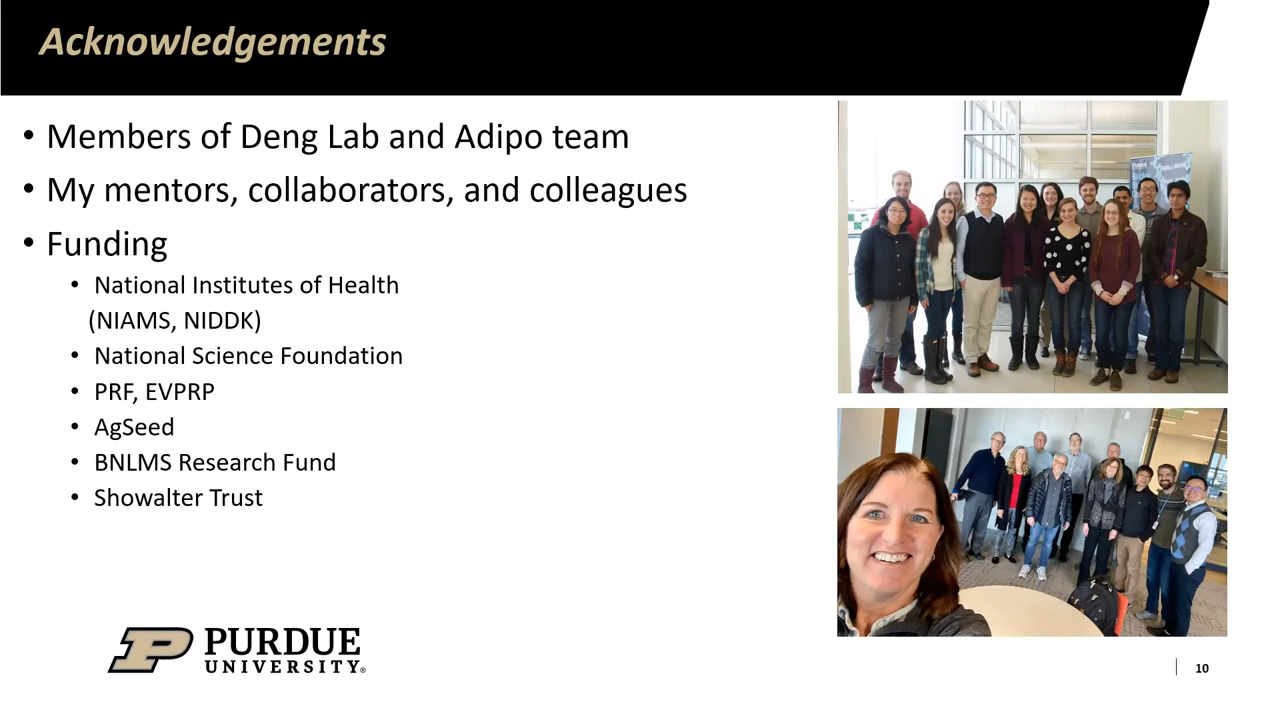 Acknowledgements
• Members of Deng Lab and Adipo team
• My mentors, collaborators, and colleagues
• Funding
• National Institutes of Health
(NIAMS, NIDDK)
• National Science Foundation
• PRF, EVPRP
• AgSeed
• BNLMS Research Fund
• Showalter Trust
P PURDUE
UNIVERSITY®
10